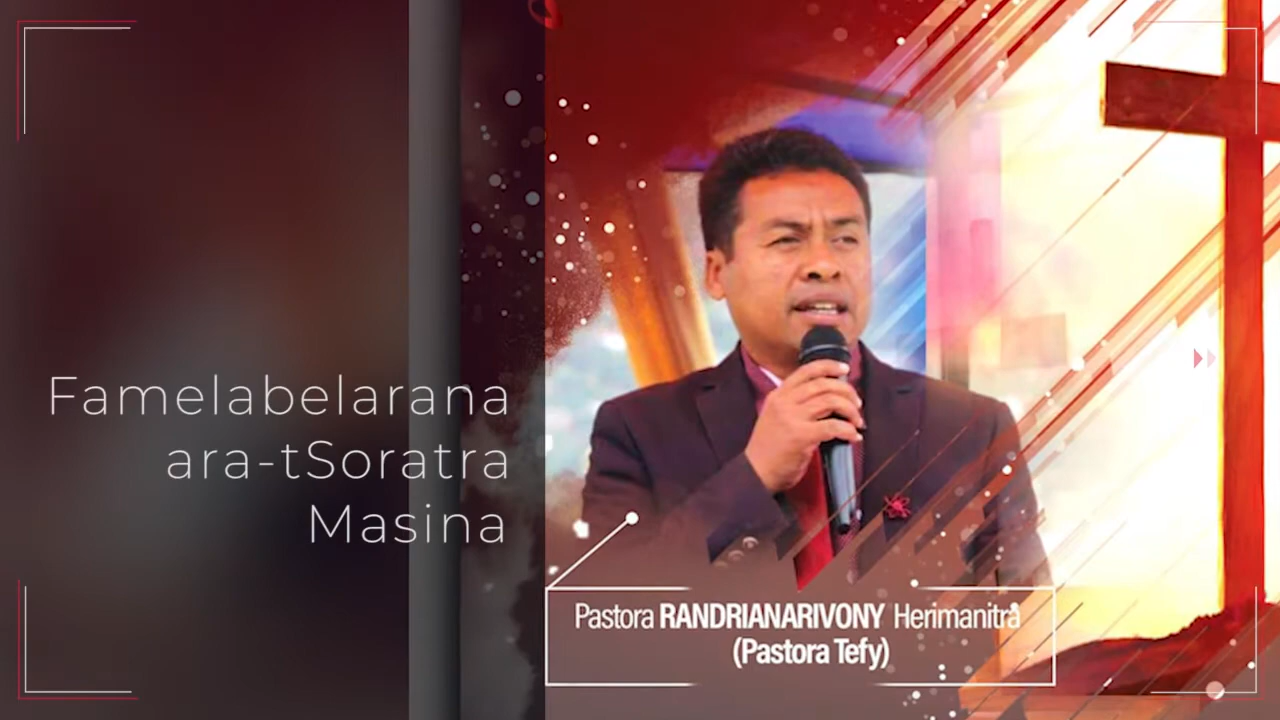 Famelabelarana
ara-tSoratra
Masina
Pastora RANDRIANARIVONY Herimanitra
(Pastora Tefy)